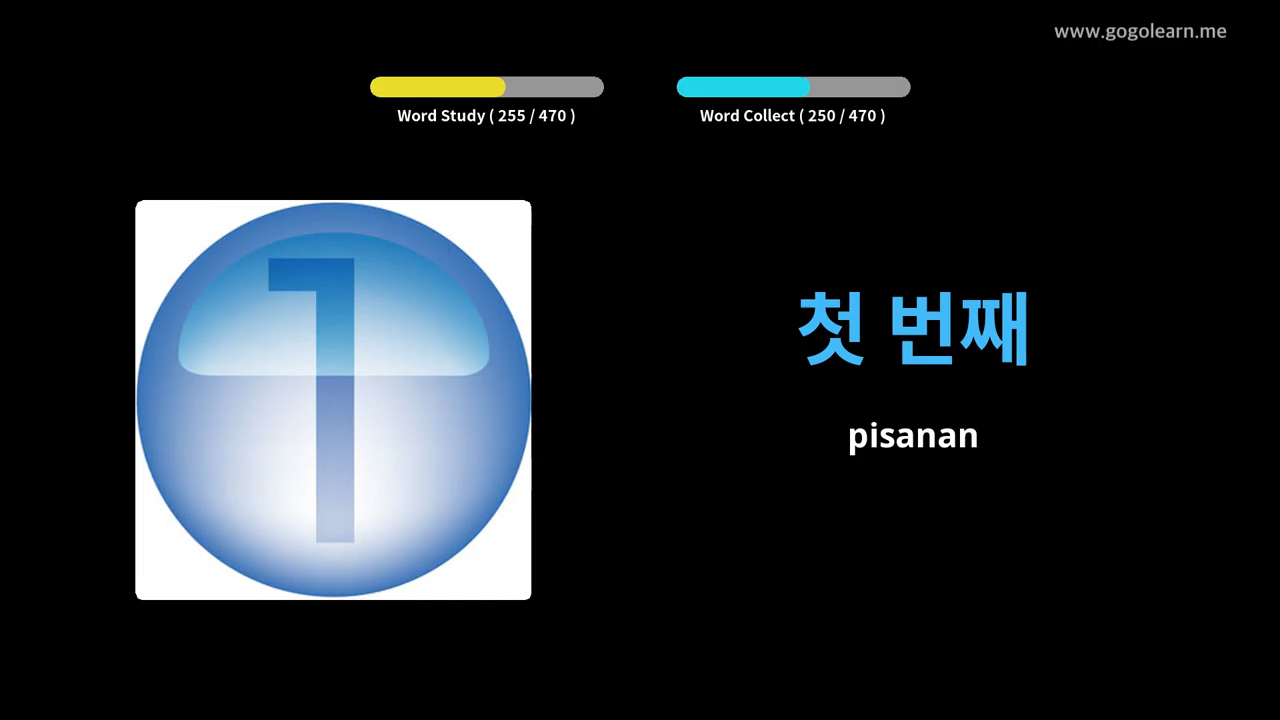 www.gogolearn.me
Word Study ( 255 / 470 )
Word Collect ( 250 / 470 )
1
첫 번째
pisanan